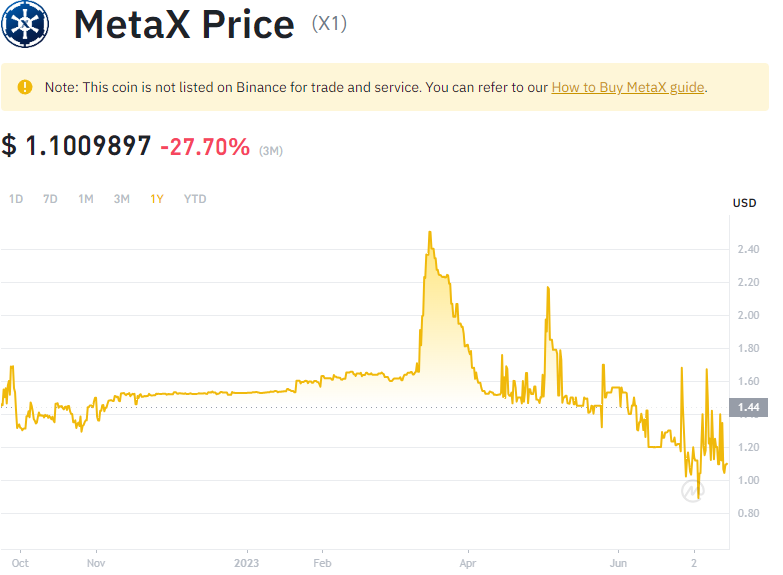 MetaX Price (X1)
Note: This coin is not listed on Binance for trade and service. You can refer to our How to Buy MetaX guide.
$ 1.1009897 -27.70% (3M)
1D 7D 1M 3M 1Y YTD
USD
2.40
2.20
2.00
1.80
1.60
1.44
1.20
1.00
0.80
Oct Nov 2023 Feb Apr Jun 2